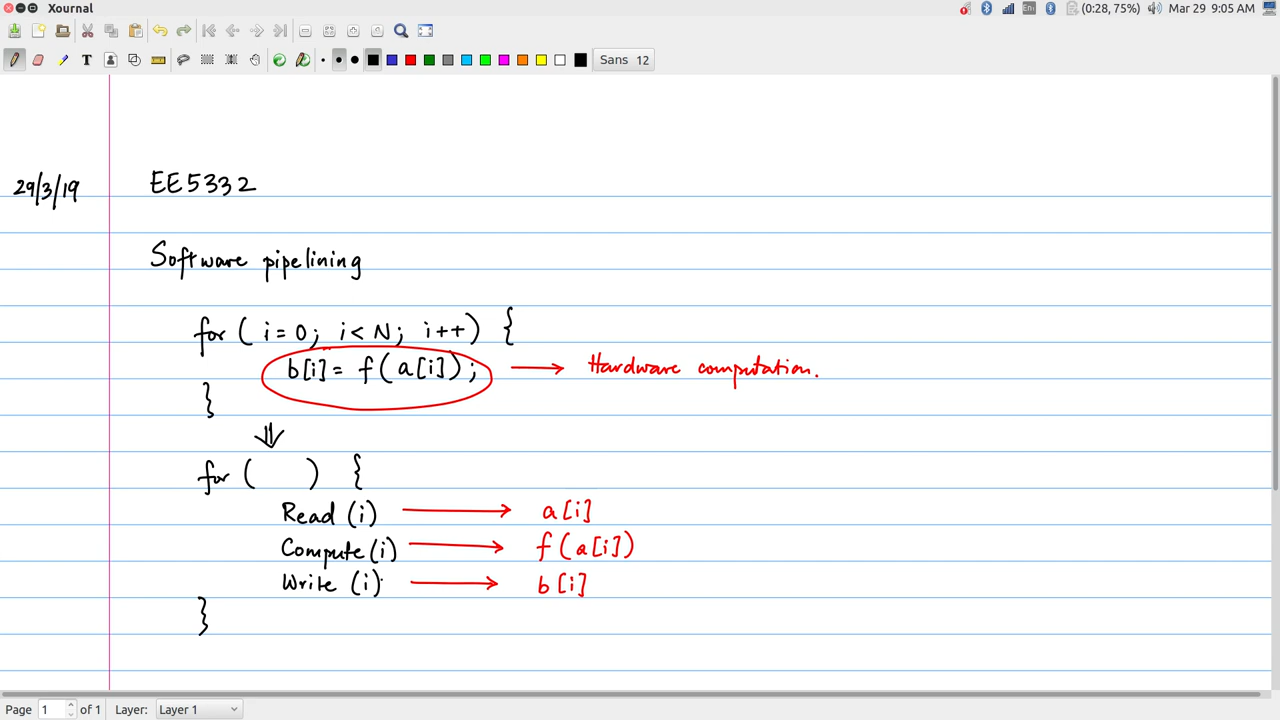 Xournal
(0:28, 75%) Mar 29 9:05 AM
En
Sans 12
29/3/19 EE5332
Software pipelining
for ( i=0; i<N; i++) {
b[i] = f(a[i]); → Hardware computation.
}
⇓
for ( ) {
Read (i) → a[i]
Compute (i) → f(a[i])
Write (i) → b[i]
}
Page 1 of 1 Layer: Layer 1